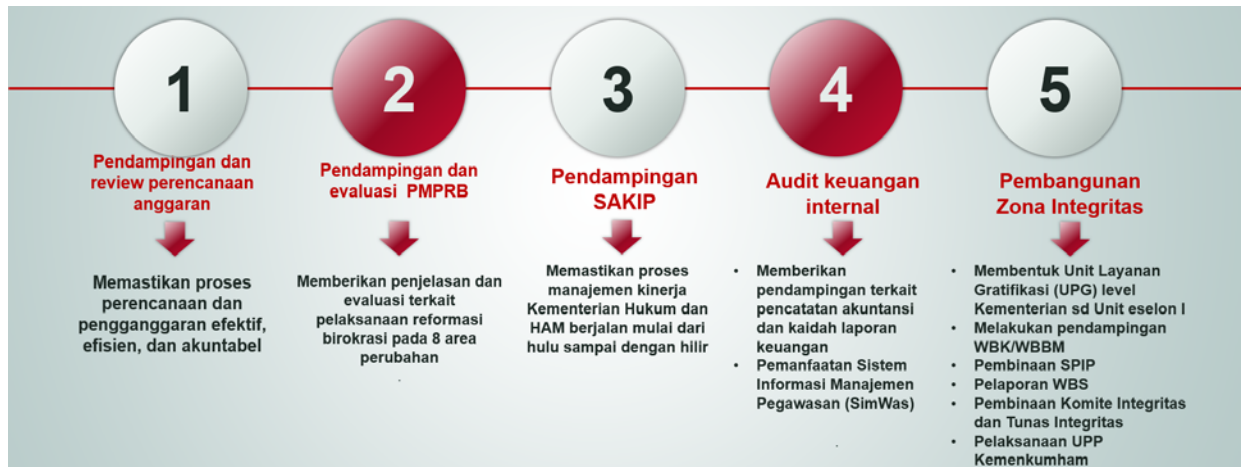 1
Pendampingan dan
review perencanaan
anggaran
Memastikan proses
perencanaan dan
pengganggaran efektif,
efisien, dan akuntabel
2
Pendampingan dan
evaluasi PMPRB
Memberikan penjelasan dan
evaluasi terkait
pelaksanaan reformasi
birokrasi pada 8 area
perubahan
.
3
Pendampingan
SAKIP
Memastikan proses
manajemen kinerja
Kementerian Hukum dan
HAM berjalan mulai dari
hulu sampai dengan hilir
4
Audit keuangan
internal
• Memberikan
pendampingan terkait
pencatatan akuntansi
dan kaidah laporan
keuangan
• Pemanfaatan Sistem
Informasi Manajemen
Pegawasan (SimWas)
.
5
Pembangunan
Zona Integritas
• Membentuk Unit Layanan
Gratifikasi (UPG) level
Kementerian sd Unit eselon I
• Melakukan pendampingan
WBK/WBBM
• Pembinaan SPIP
• Pelaporan WBS
• Pembinaan Komite Integritas
dan Tunas Integritas
• Pelaksanaan UPP
Kemenkumham